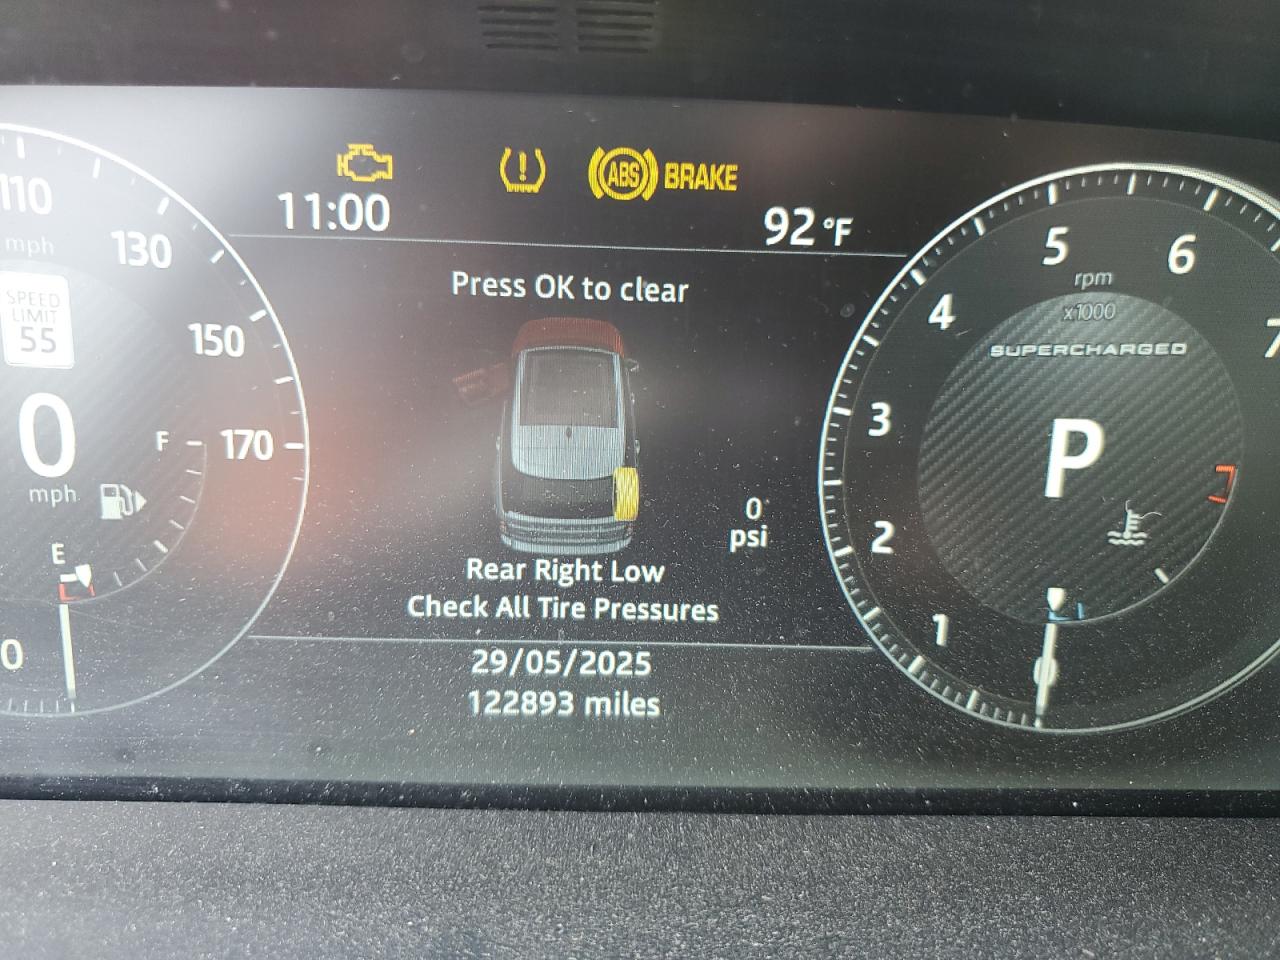 ABS BRAKE
11:00
92 °F
110
mph
130
150
170
SPEED
LIMIT
55
0
mph
F
E
0
Press OK to clear
0
psi
Rear Right Low
Check All Tire Pressures
29/05/2025
122893 miles
1
2
3
4
5
6
7
rpm
x1000
SUPERCHARGED
P